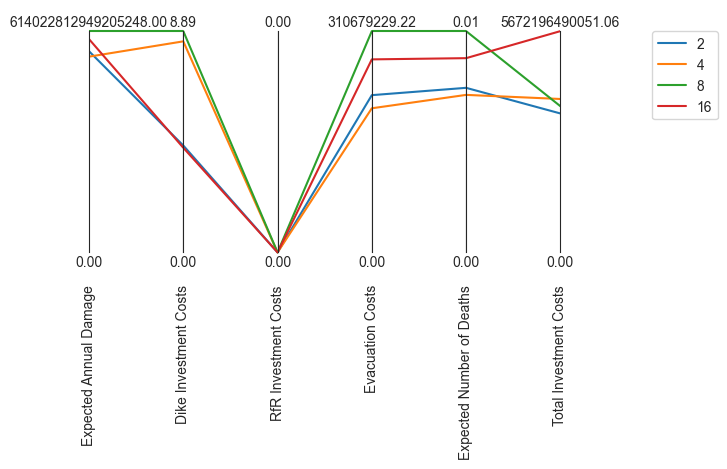 614022812949205248.00
8.89
0.00
310679229.22
0.01
5672196490051.06
2
4
8
16
0.00
0.00
0.00
0.00
0.00
0.00
Expected Annual Damage
Dike Investment Costs
RfR Investment Costs
Evacuation Costs
Expected Number of Deaths
Total Investment Costs